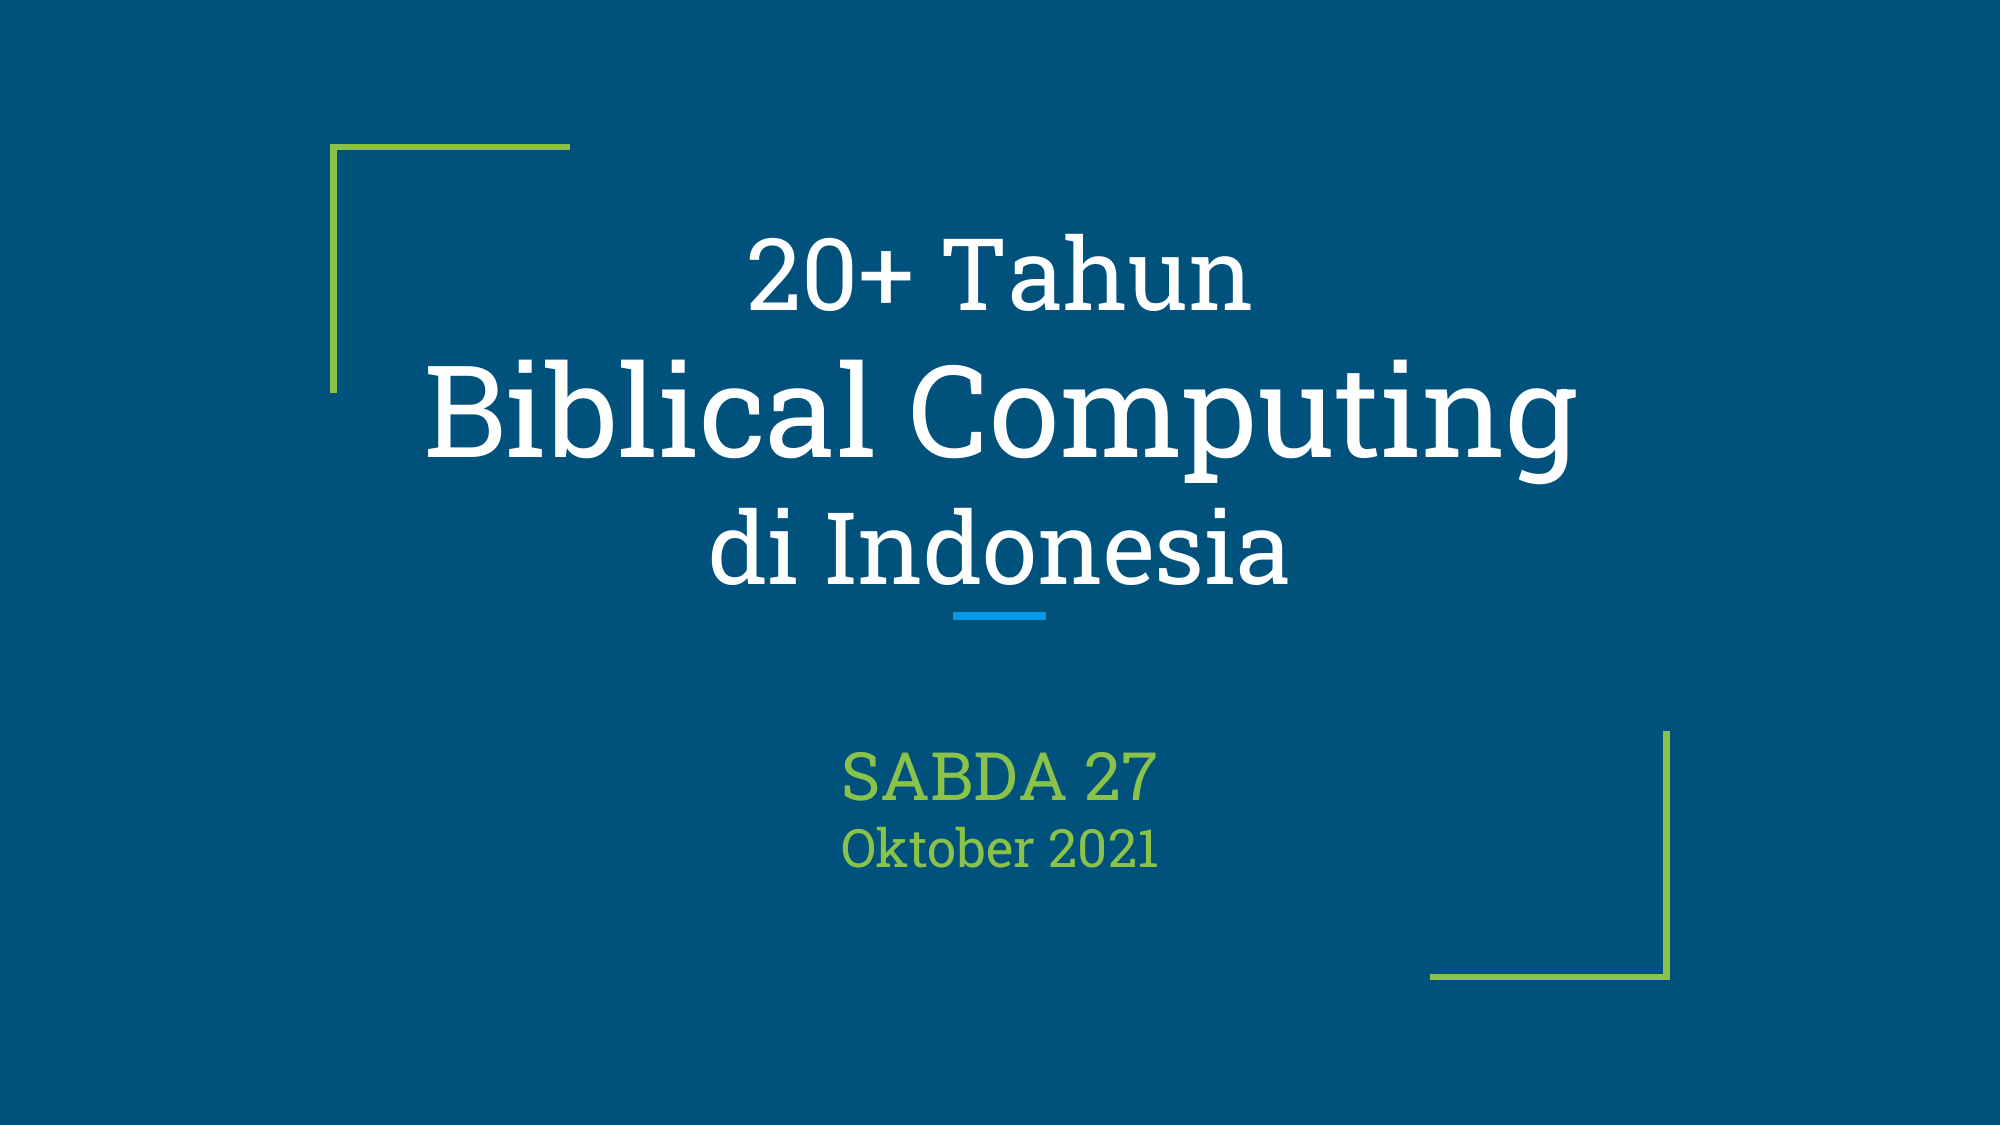 20+ Tahun
Biblical Computing
di Indonesia
SABDA 27
Oktober 2021